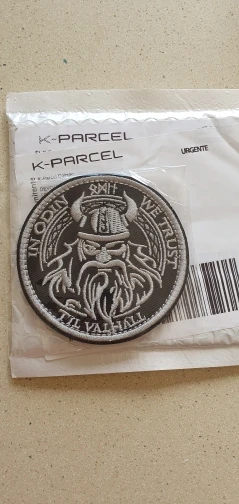 K-PARCEL
URGENTE
K-PARCEL
IN ODIN WE TRUST
TIL VALHALL